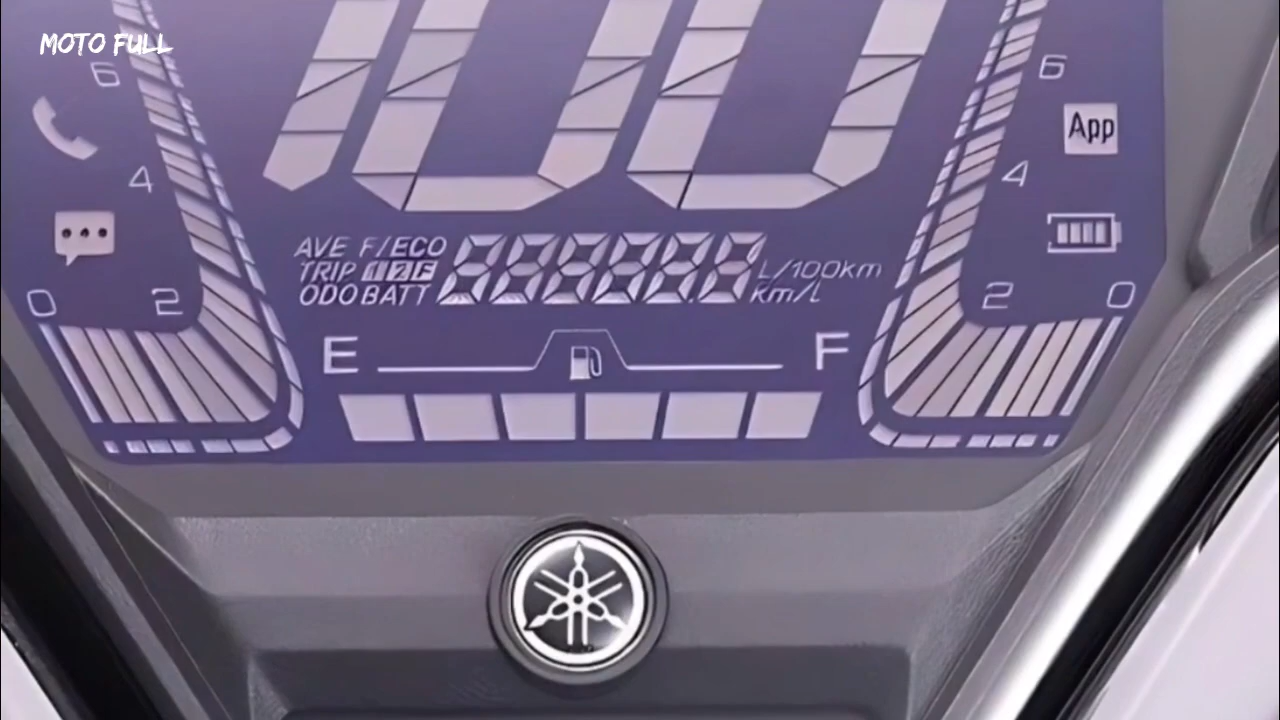 MOTO FULL
100
6
6
App
4
4
AVE F/ECO
TRIP 1 2 F
888888
L/100km
ODO BATT
km/L
0
2
2
0
E
F